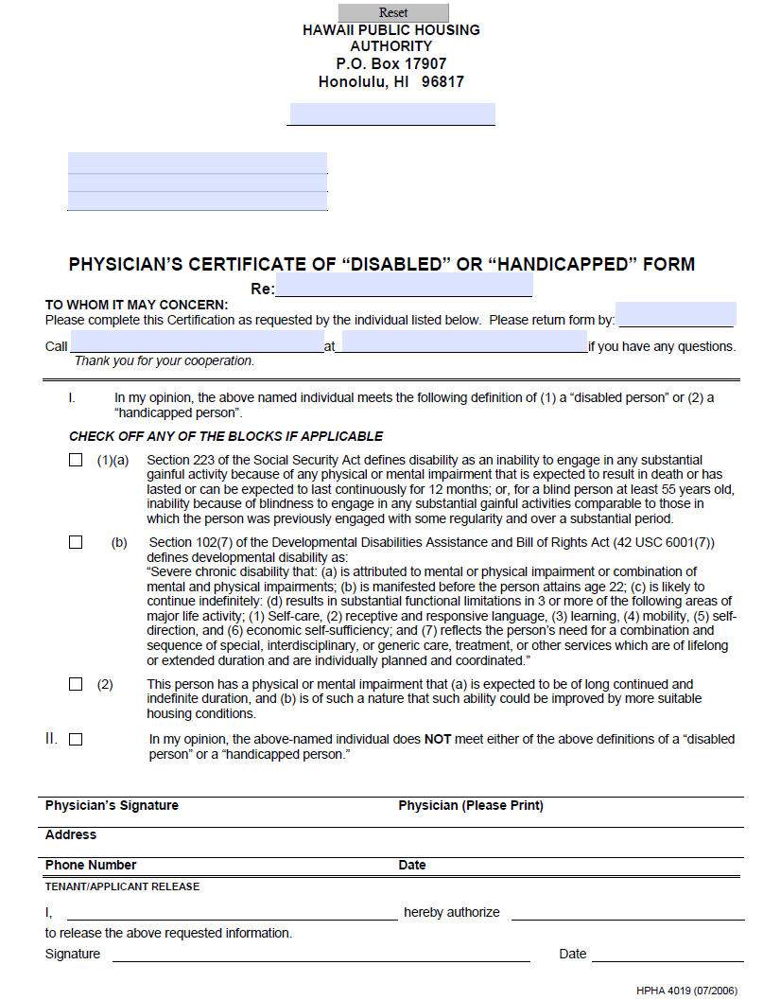 Reset
HAWAII PUBLIC HOUSING
AUTHORITY
P.O. Box 17907
Honolulu, HI 96817
PHYSICIAN'S CERTIFICATE OF “DISABLED” OR “HANDICAPPED” FORM
Re:
TO WHOM IT MAY CONCERN:
Please complete this Certification as requested by the individual listed below. Please return form by:
Call at if you have any questions.
Thank you for your cooperation.
I. In my opinion, the above named individual meets the following definition of (1) a “disabled person” or (2) a
“handicapped person”.
CHECK OFF ANY OF THE BLOCKS IF APPLICABLE
(1)(a) Section 223 of the Social Security Act defines disability as an inability to engage in any substantial
gainful activity because of any physical or mental impairment that is expected to result in death or has
lasted or can be expected to last continuously for 12 months; or, for a blind person at least 55 years old,
inability because of blindness to engage in any substantial gainful activities comparable to those in
which the person was previously engaged with some regularity and over a substantial period.
(b) Section 102(7) of the Developmental Disabilities Assistance and Bill of Rights Act (42 USC 6001(7))
defines developmental disability as:
“Severe chronic disability that: (a) is attributed to mental or physical impairment or combination of
mental and physical impairments; (b) is manifested before the person attains age 22; (c) is likely to
continue indefinitely: (d) results in substantial functional limitations in 3 or more of the following areas of
major life activity; (1) Self-care, (2) receptive and responsive language, (3) learning, (4) mobility, (5) self-
direction, and (6) economic self-sufficiency; and (7) reflects the person's need for a combination and
sequence of special, interdisciplinary, or generic care, treatment, or other services which are of lifelong
or extended duration and are individually planned and coordinated.”
(2) This person has a physical or mental impairment that (a) is expected to be of long continued and
indefinite duration, and (b) is of such a nature that such ability could be improved by more suitable
housing conditions.
II. In my opinion, the above-named individual does NOT meet either of the above definitions of a “disabled
person” or a “handicapped person.”
Physician's Signature Physician (Please Print)
Address
Phone Number Date
TENANT/APPLICANT RELEASE
I, hereby authorize
to release the above requested information.
Signature Date
HPHA 4019 (07/2006)